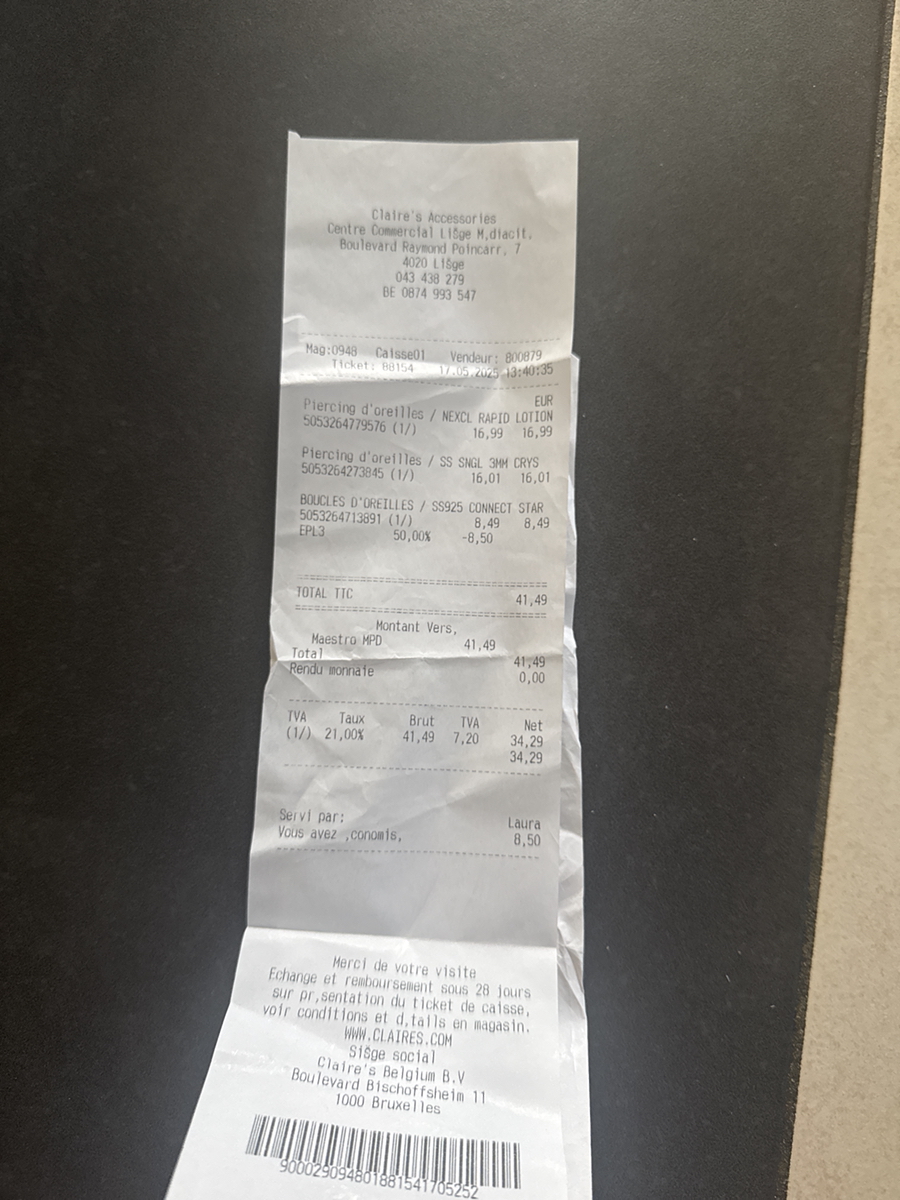 Claire's Accessories
Centre Commercial LiŠge M‚diacit‚
Boulevard Raymond Poincarr‚ 7
4020 LiŠge
043 438 279
BE 0874 993 547
Mag:0948 Caisse01 Vendeur: 800879
Ticket: 88154 17.05.2025 13:40:35
EUR
Piercing d'oreilles / NEXCL RAPID LOTION
5053264779576 (1/) 16,99 16,99
Piercing d'oreilles / SS SNGL 3MM CRYS
5053264273845 (1/) 16,01 16,01
BOUCLES D'OREILLES / SS925 CONNECT STAR
5053264713891 (1/) 8,49 8,49
EPL3 50,00% -8,50
TOTAL TTC 41,49
Montant Vers‚
Maestro MPD 41,49
Total 41,49
Rendu monnaie 0,00
TVA Taux Brut TVA Net
(1/) 21,00% 41,49 7,20 34,29
34,29
Servi par: Laura
Vous avez ‚conomis‚ 8,50
Merci de votre visite
Echange et remboursement sous 28 jours
sur pr‚sentation du ticket de caisse,
voir conditions et d‚tails en magasin.
WWW.CLAIRES.COM
SiŠge social
Claire's Belgium B.V
Boulevard Bischoffsheim 11
1000 Bruxelles
9000290948018815417​05252